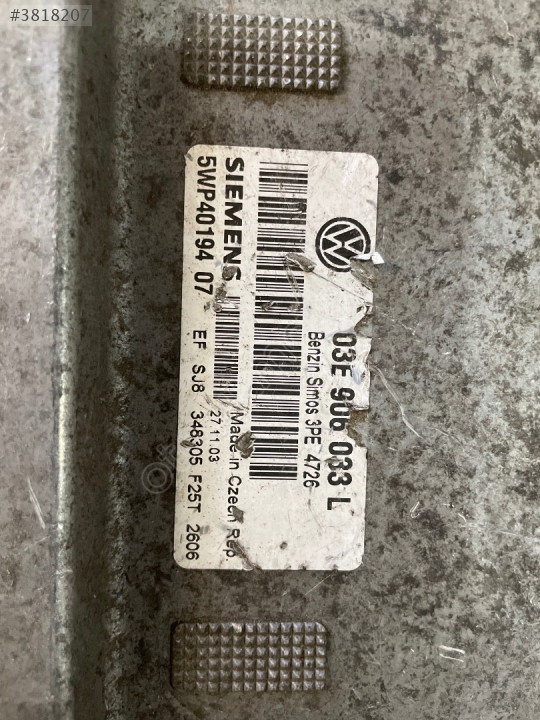 #3818207
03E 906 033 L
Benzin Simos 3PE 4726
SIEMENS
Made in Czech Rep.
27.11.03
5WP40194 07
EF SJ8 348305 F25T 2606